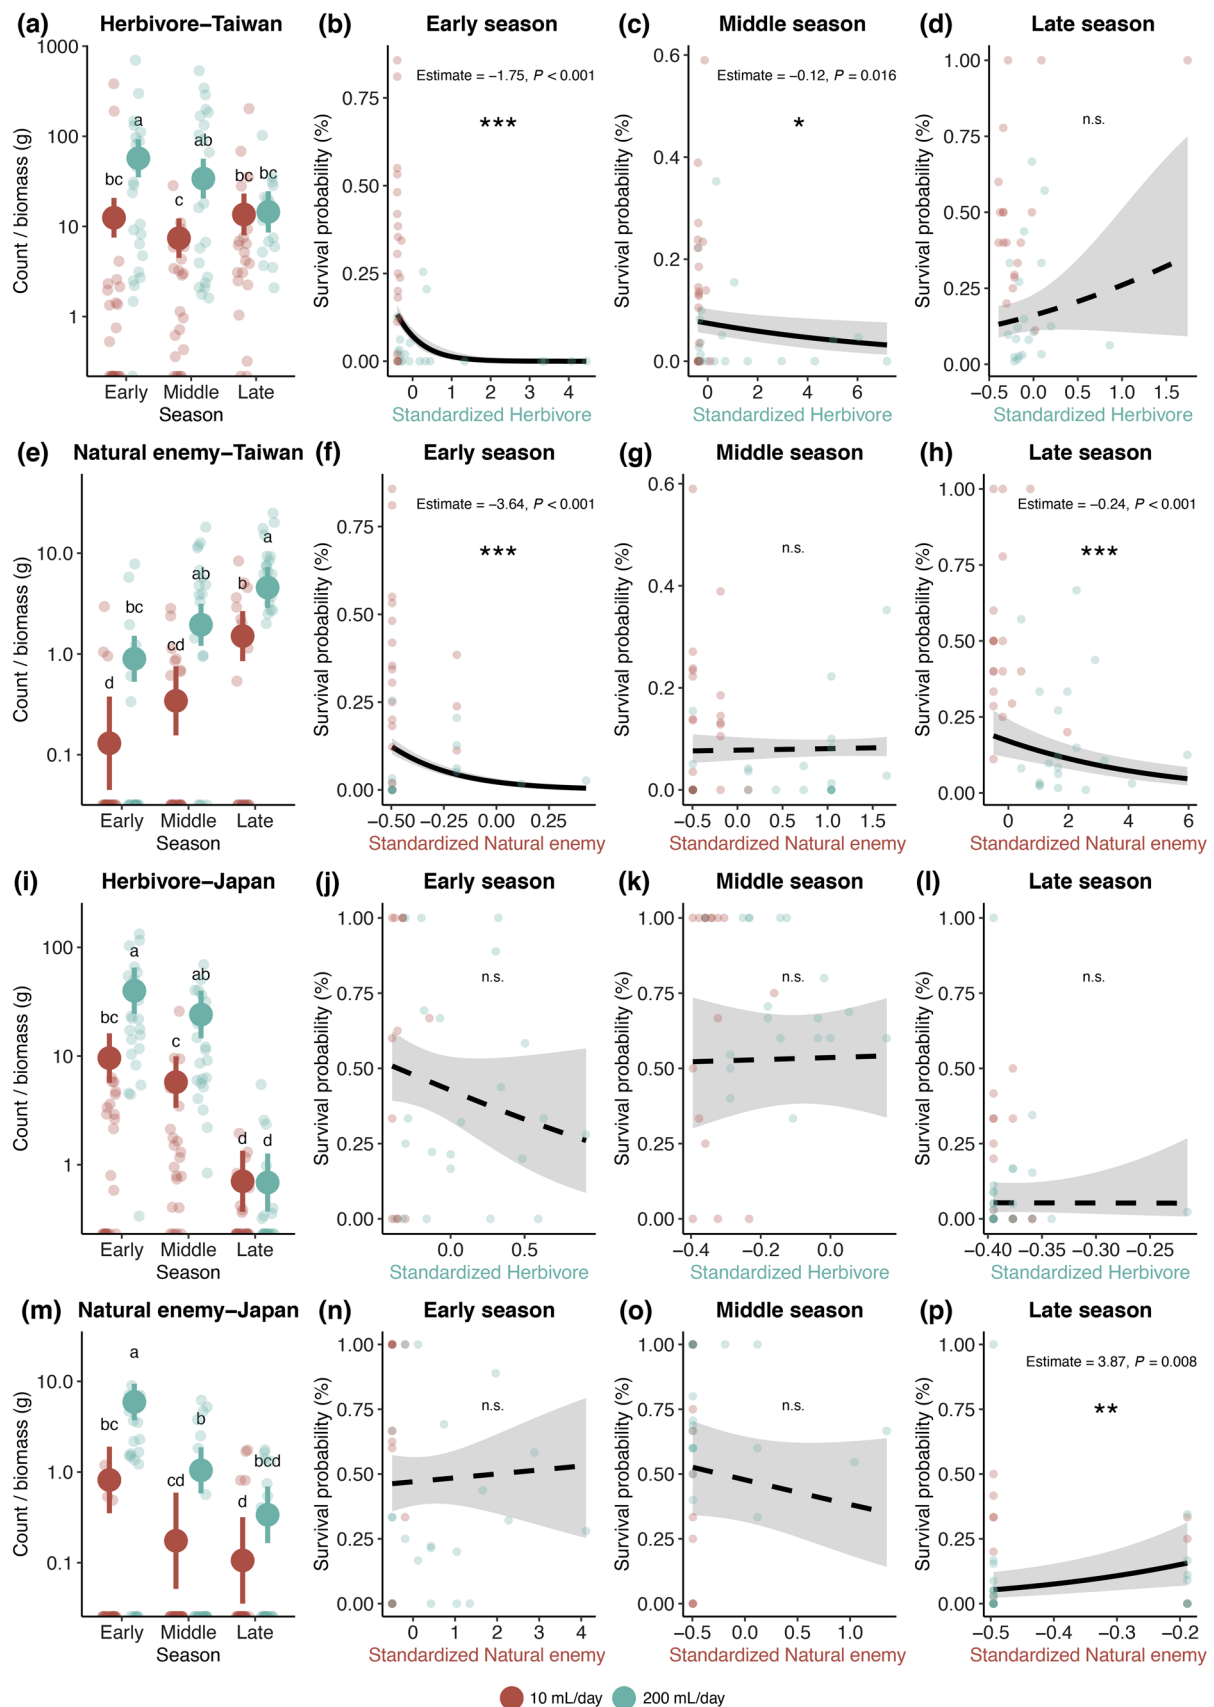 (a) Herbivore–Taiwan
Count / biomass (g)
1000
100
10
1
bc
a
c
ab
bc
bc
Early Middle Late
Season
(b) Early season
Survival probability (%)
0.75
0.50
0.25
0.00
Estimate = −1.75, P < 0.001
***
0 1 2 3 4
Standardized Herbivore
(c) Middle season
Survival probability (%)
0.6
0.4
0.2
0.0
Estimate = −0.12, P = 0.016
*
0 2 4 6
Standardized Herbivore
(d) Late season
Survival probability (%)
1.00
0.75
0.50
0.25
0.00
n.s.
−0.5 0.0 0.5 1.0 1.5
Standardized Herbivore
(e) Natural enemy–Taiwan
Count / biomass (g)
10.0
1.0
0.1
d
bc
cd
ab
b
a
Early Middle Late
Season
(f) Early season
Survival probability (%)
0.75
0.50
0.25
0.00
Estimate = −3.64, P < 0.001
***
−0.50 −0.25 0.00 0.25
Standardized Natural enemy
(g) Middle season
Survival probability (%)
0.6
0.4
0.2
0.0
n.s.
−0.5 0.0 0.5 1.0 1.5
Standardized Natural enemy
(h) Late season
Survival probability (%)
1.00
0.75
0.50
0.25
0.00
Estimate = −0.24, P < 0.001
***
0 2 4 6
Standardized Natural enemy
(i) Herbivore–Japan
Count / biomass (g)
100
10
1
bc
a
c
ab
d
d
Early Middle Late
Season
(j) Early season
Survival probability (%)
1.00
0.75
0.50
0.25
0.00
n.s.
0.0 0.5
Standardized Herbivore
(k) Middle season
Survival probability (%)
1.00
0.75
0.50
0.25
0.00
n.s.
−0.4 −0.2 0.0
Standardized Herbivore
(l) Late season
Survival probability (%)
1.00
0.75
0.50
0.25
0.00
n.s.
−0.40 −0.35 −0.30 −0.25
Standardized Herbivore
(m) Natural enemy–Japan
Count / biomass (g)
10.0
1.0
0.1
bc
a
cd
b
d
bcd
Early Middle Late
Season
(n) Early season
Survival probability (%)
1.00
0.75
0.50
0.25
0.00
n.s.
0 1 2 3 4
Standardized Natural enemy
(o) Middle season
Survival probability (%)
1.00
0.75
0.50
0.25
0.00
n.s.
−0.5 0.0 0.5 1.0
Standardized Natural enemy
(p) Late season
Survival probability (%)
1.00
0.75
0.50
0.25
0.00
Estimate = 3.87, P = 0.008
**
−0.5 −0.4 −0.3 −0.2
Standardized Natural enemy
10 mL/day 200 mL/day